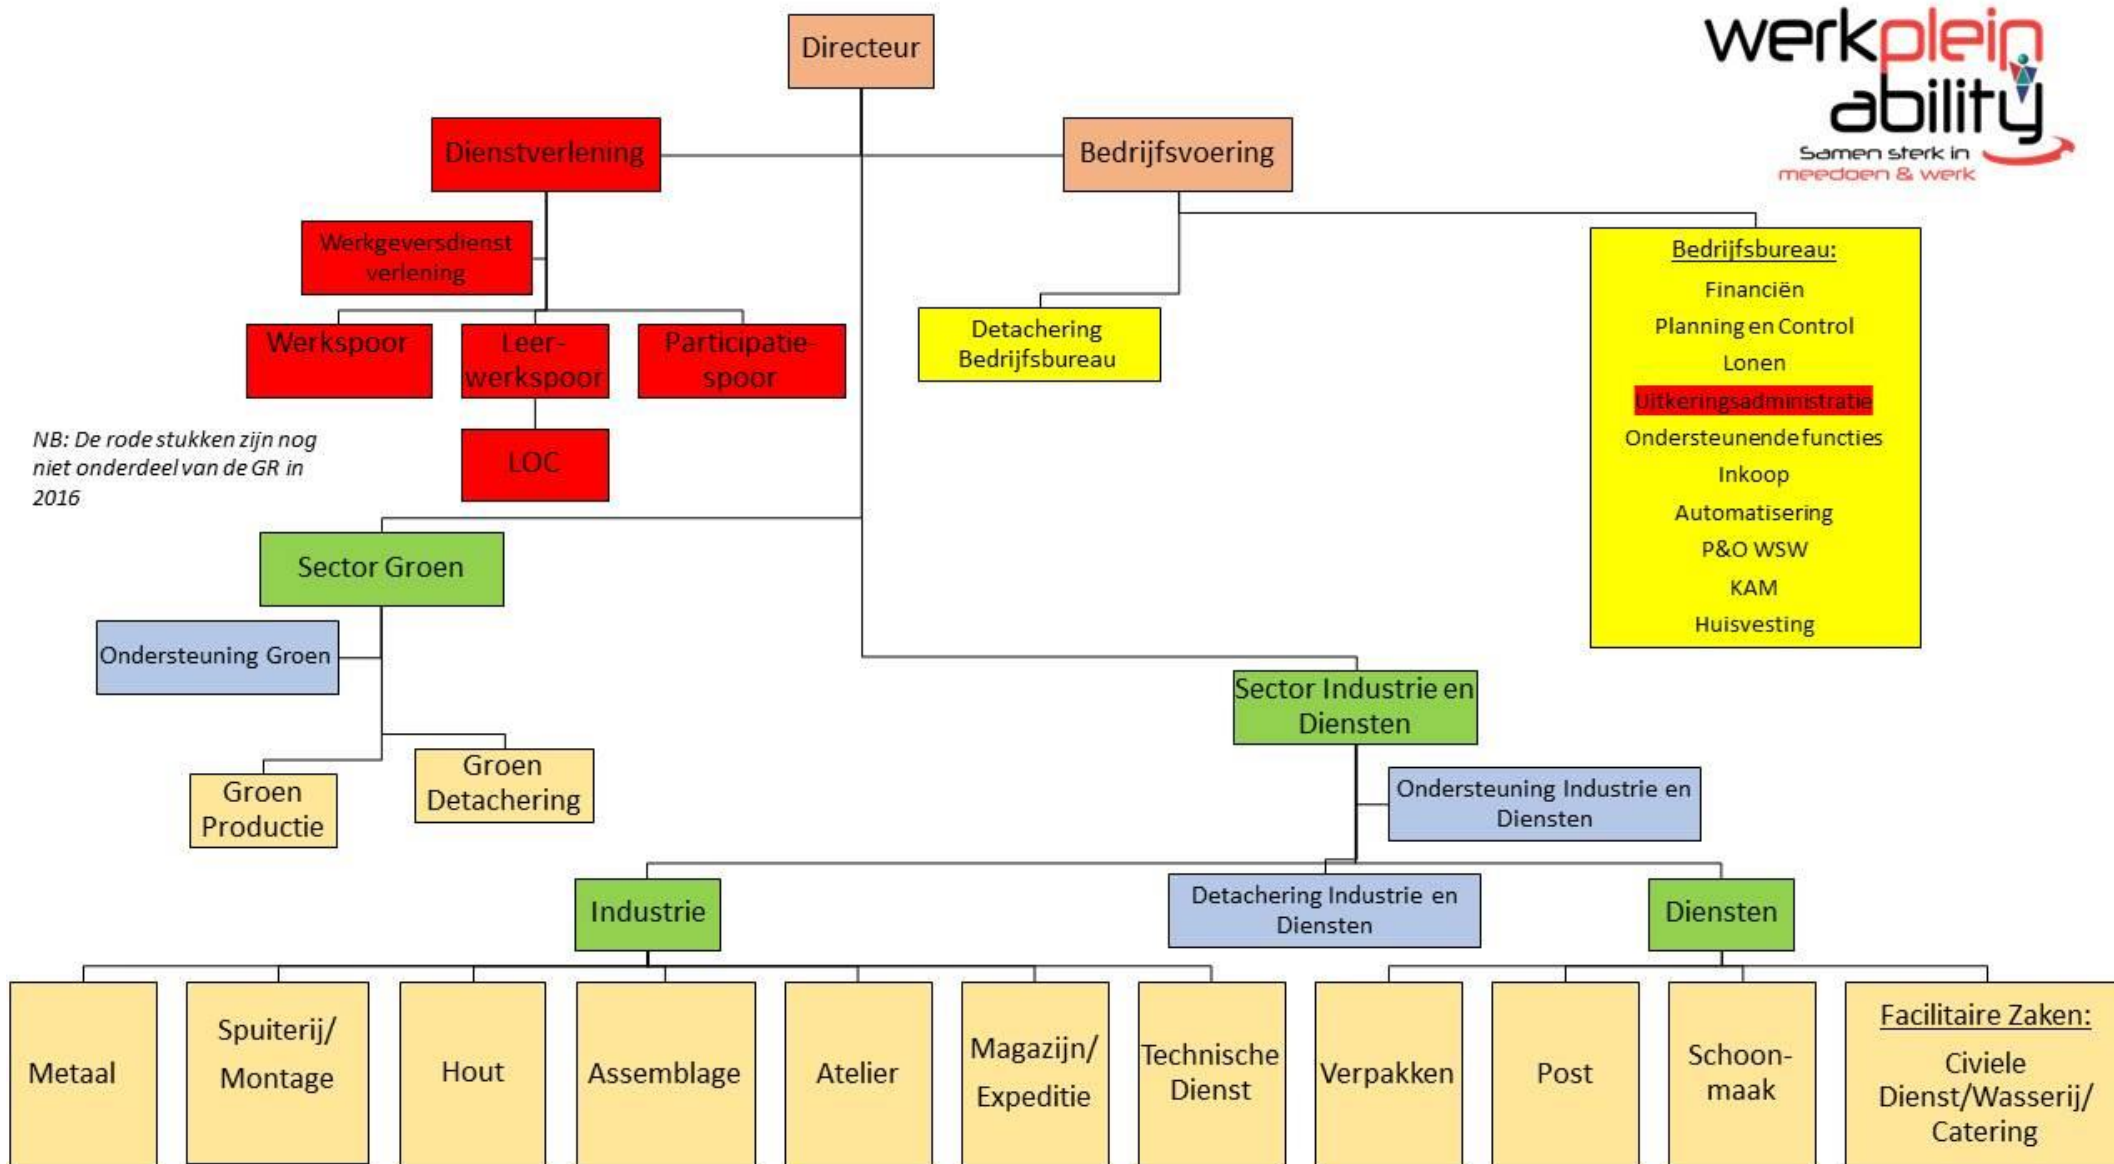 werkplein
ability
Samen sterk in
meedoen & werk
Directeur
Dienstverlening
Bedrijfsvoering
Werkgeversdienst
verlening
Werkspoor
Leer-
werkspoor
Participatie-
spoor
LOC
NB: De rode stukken zijn nog
niet onderdeel van de GR in
2016
Detachering
Bedrijfsbureau
Bedrijfsbureau:
Financiën
Planning en Control
Lonen
Uitkeringsadministratie
Ondersteunende functies
Inkoop
Automatisering
P&O WSW
KAM
Huisvesting
Sector Groen
Ondersteuning Groen
Groen
Productie
Groen
Detachering
Sector Industrie en
Diensten
Ondersteuning Industrie en
Diensten
Industrie
Detachering Industrie en
Diensten
Diensten
Metaal
Spuiterij/
Montage
Hout
Assemblage
Atelier
Magazijn/
Expeditie
Technische
Dienst
Verpakken
Post
Schoon-
maak
Facilitaire Zaken:
Civiele
Dienst/Wasserij/
Catering